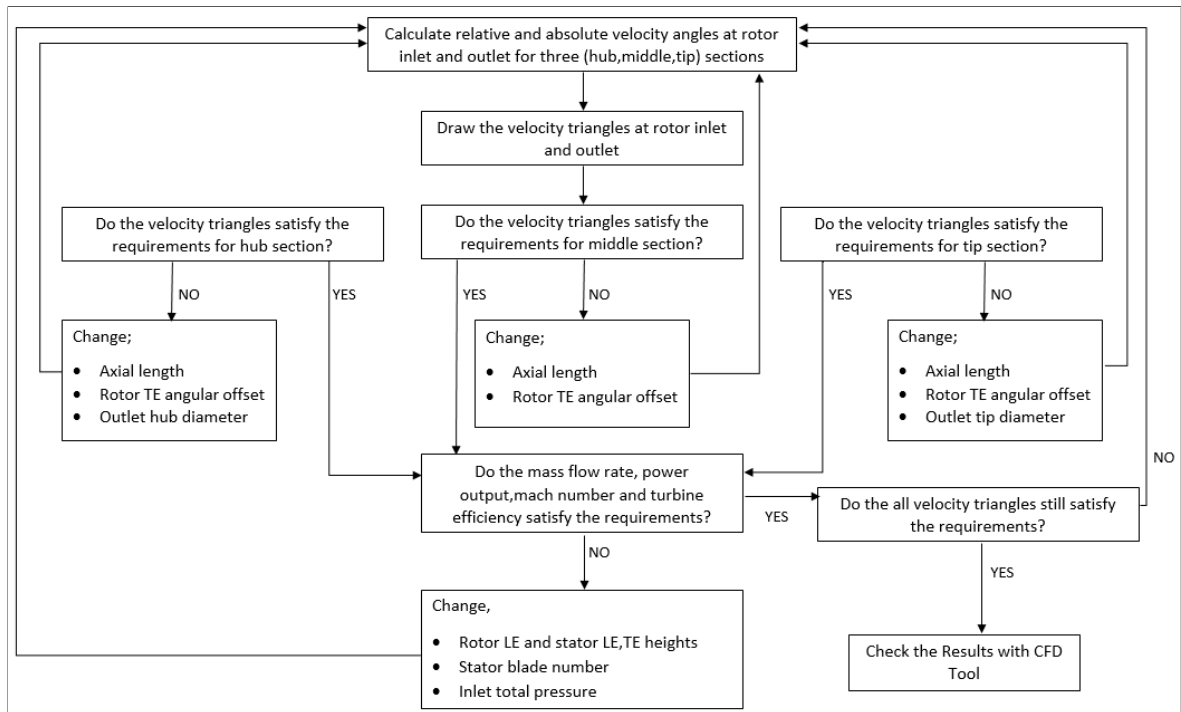 Calculate relative and absolute velocity angles at rotor
inlet and outlet for three (hub,middle,tip) sections
Draw the velocity triangles at rotor inlet
and outlet
Do the velocity triangles satisfy the
requirements for hub section?
Do the velocity triangles satisfy the
requirements for middle section?
Do the velocity triangles satisfy the
requirements for tip section?
NO
YES
YES
NO
YES
NO
Change;
• Axial length
• Rotor TE angular offset
• Outlet hub diameter
Change;
• Axial length
• Rotor TE angular offset
Change;
• Axial length
• Rotor TE angular offset
• Outlet tip diameter
Do the mass flow rate, power
output,mach number and turbine
efficiency satisfy the requirements?
YES
Do the all velocity triangles still satisfy
the requirements?
NO
NO
YES
Change,
• Rotor LE and stator LE,TE heights
• Stator blade number
• Inlet total pressure
Check the Results with CFD
Tool